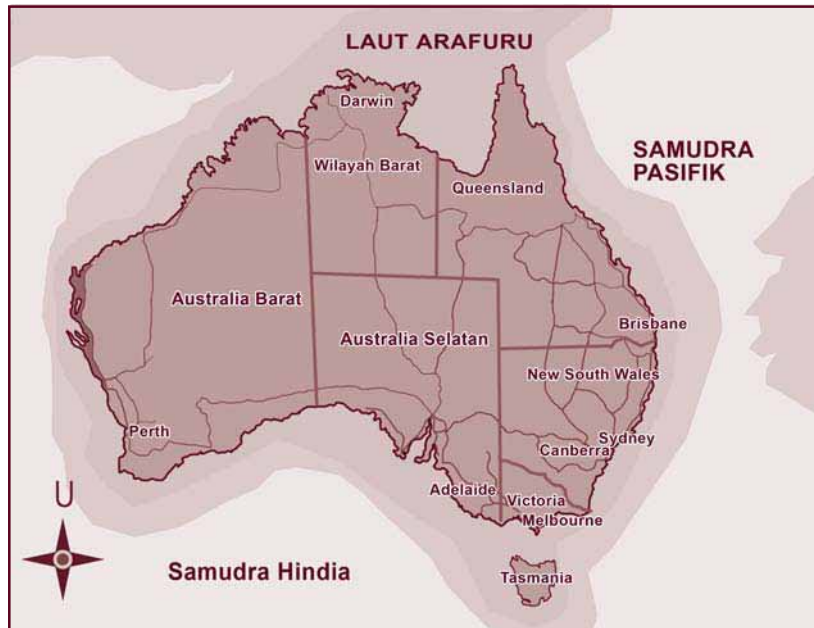 LAUT ARAFURU
Darwin
Wilayah Barat
SAMUDRA
PASIFIK
Queensland
Australia Barat
Australia Selatan
Brisbane
New South Wales
Perth
Sydney
Canberra
Adelaide
Victoria
Melbourne
U
Samudra Hindia
Tasmania